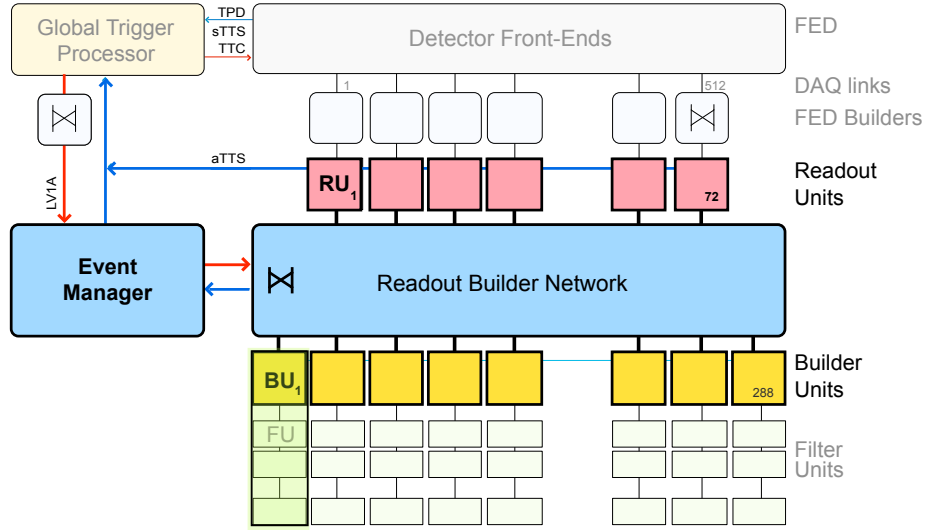 Global Trigger
Processor
TPD
sTTS
TTC
Detector Front-Ends
FED
1
512
DAQ links
FED Builders
aTTS
LV1A
RU1
72
Readout
Units
Event
Manager
Readout Builder Network
BU1
288
Builder
Units
FU
Filter
Units